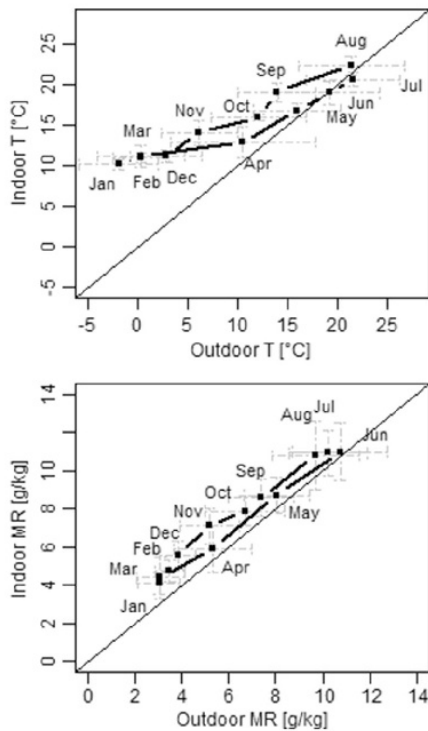 25
20
15
10
5
0
-5
Indoor T [°C]
Aug
Sep
Jul
Nov
Oct
Jun
Mar
May
Jan
Feb
Dec
Apr
-5 0 5 10 15 20 25
Outdoor T [°C]
14
12
10
8
6
4
2
0
Indoor MR [g/kg]
Jul
Aug
Jun
Sep
Oct
Nov
May
Dec
Feb
Apr
Mar
Jan
0 2 4 6 8 10 12 14
Outdoor MR [g/kg]